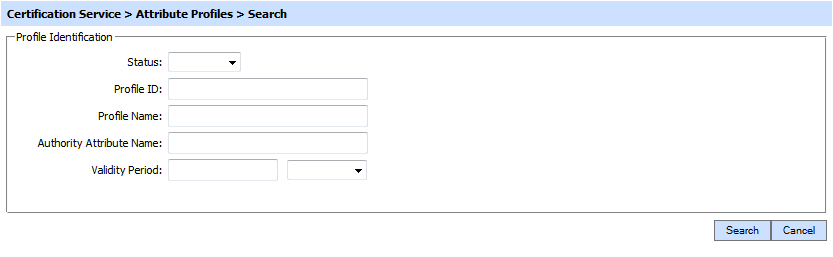 Certification Service > Attribute Profiles > Search
Profile Identification
Status:
Profile ID:
Profile Name:
Authority Attribute Name:
Validity Period:
Search Cancel